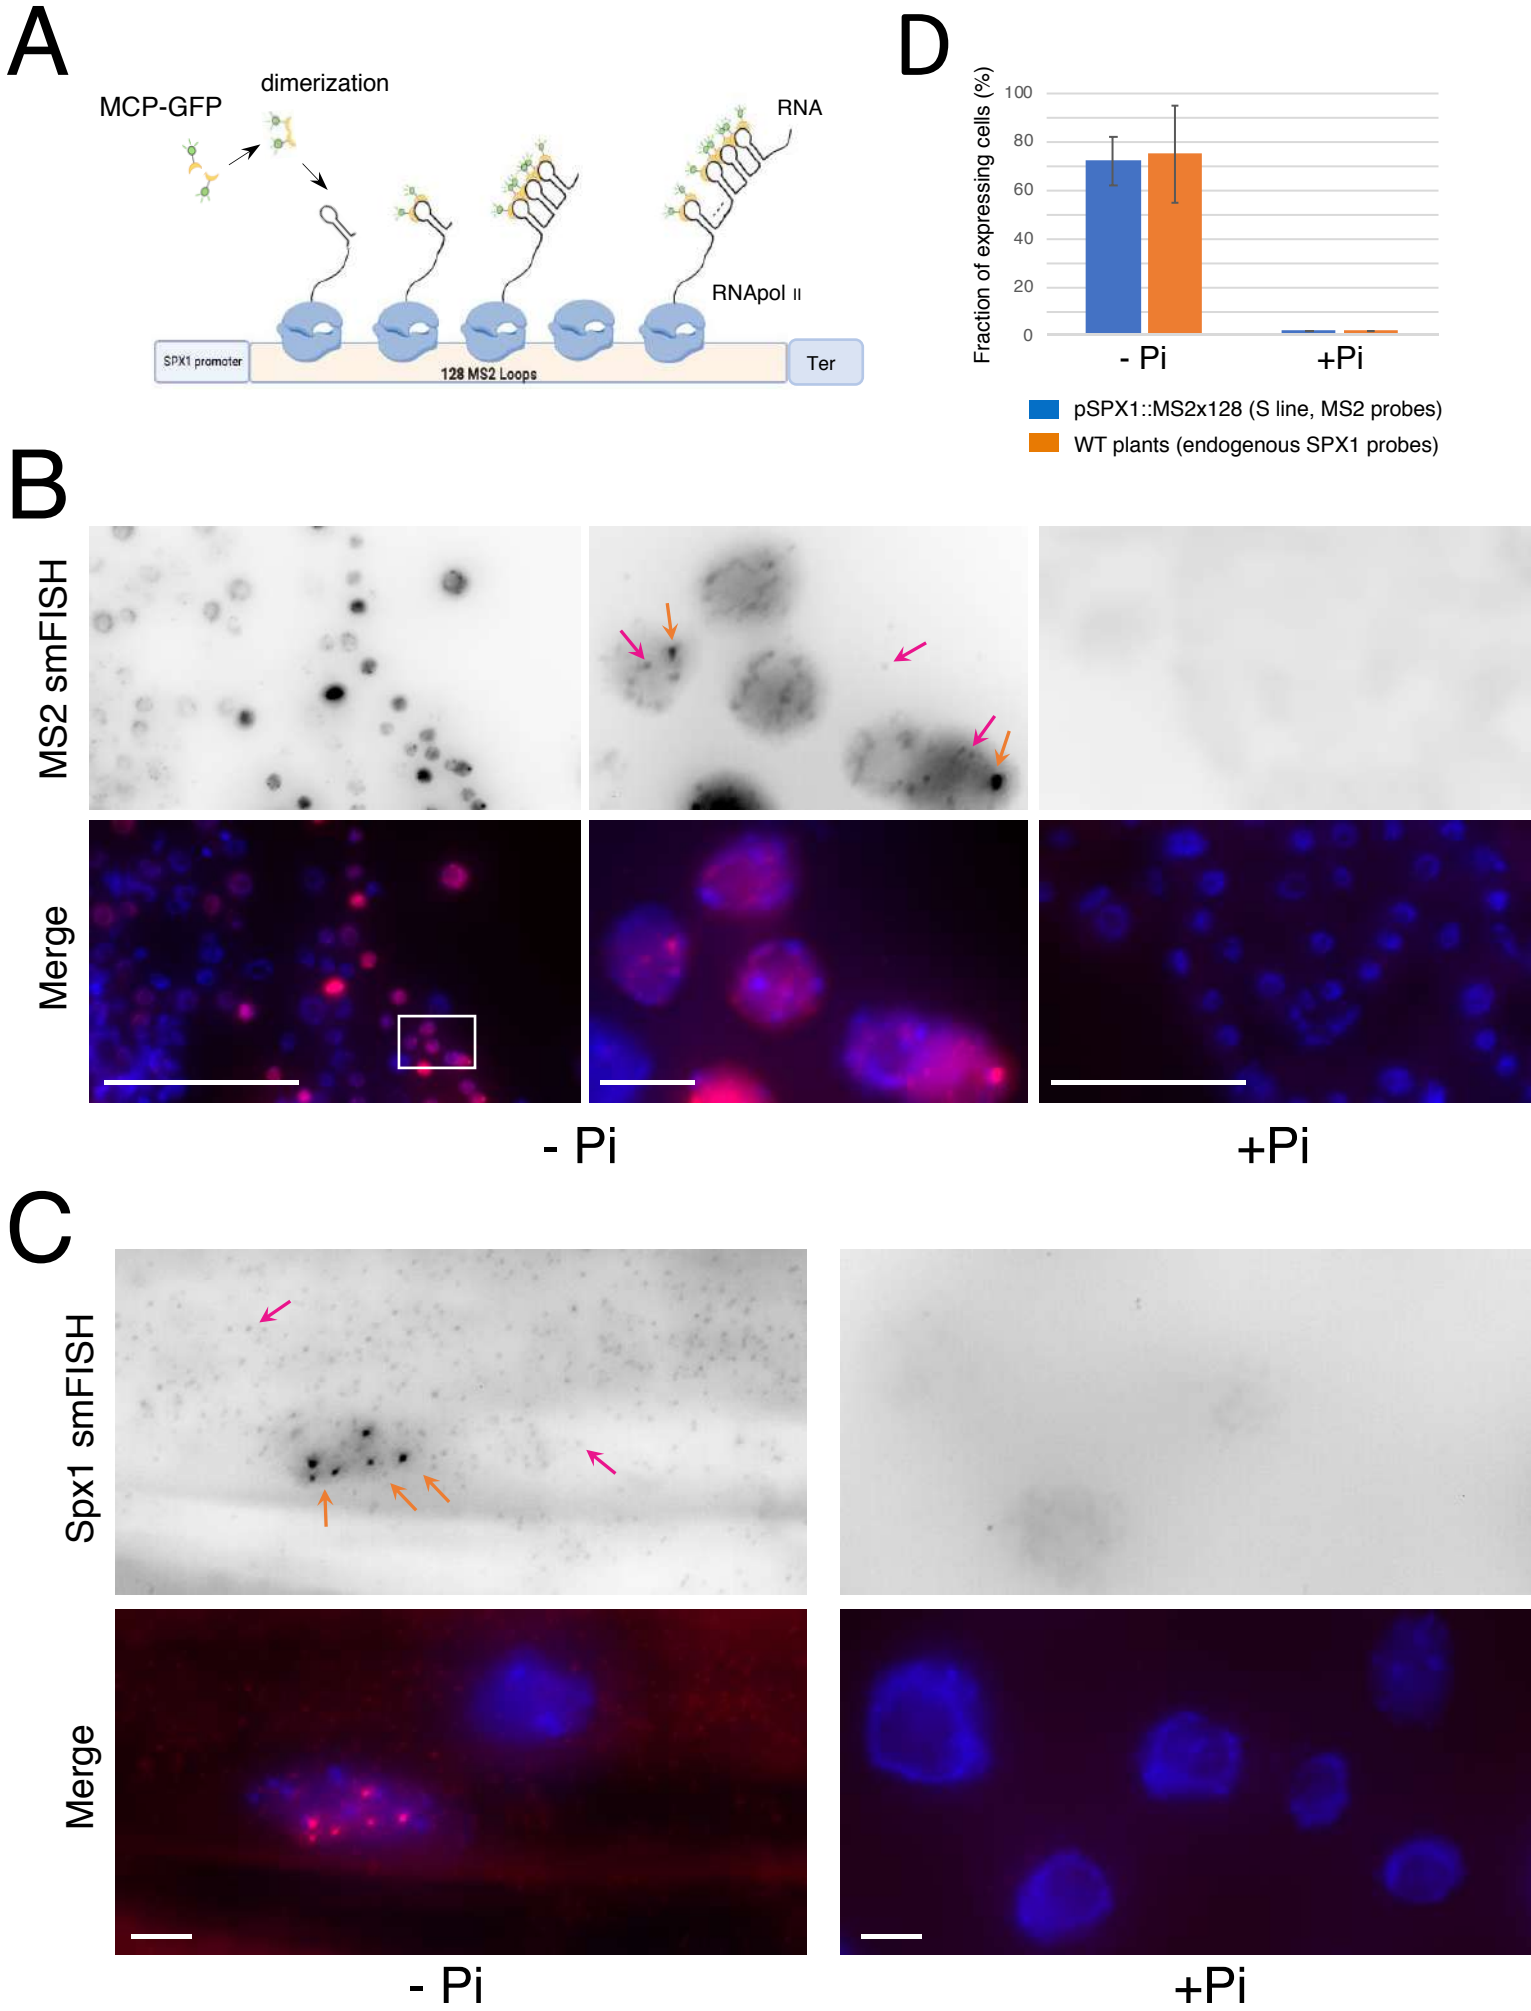 A
MCP-GFP
dimerization
RNA
RNApol II
SPX1 promoter
128 MS2 Loops
Ter
D
Fraction of expressing cells (%)
100
80
60
40
20
0
- Pi
+Pi
pSPX1::MS2x128 (S line, MS2 probes)
WT plants (endogenous SPX1 probes)
B
MS2 smFISH
Merge
- Pi
+Pi
C
Spx1 smFISH
Merge
- Pi
+Pi